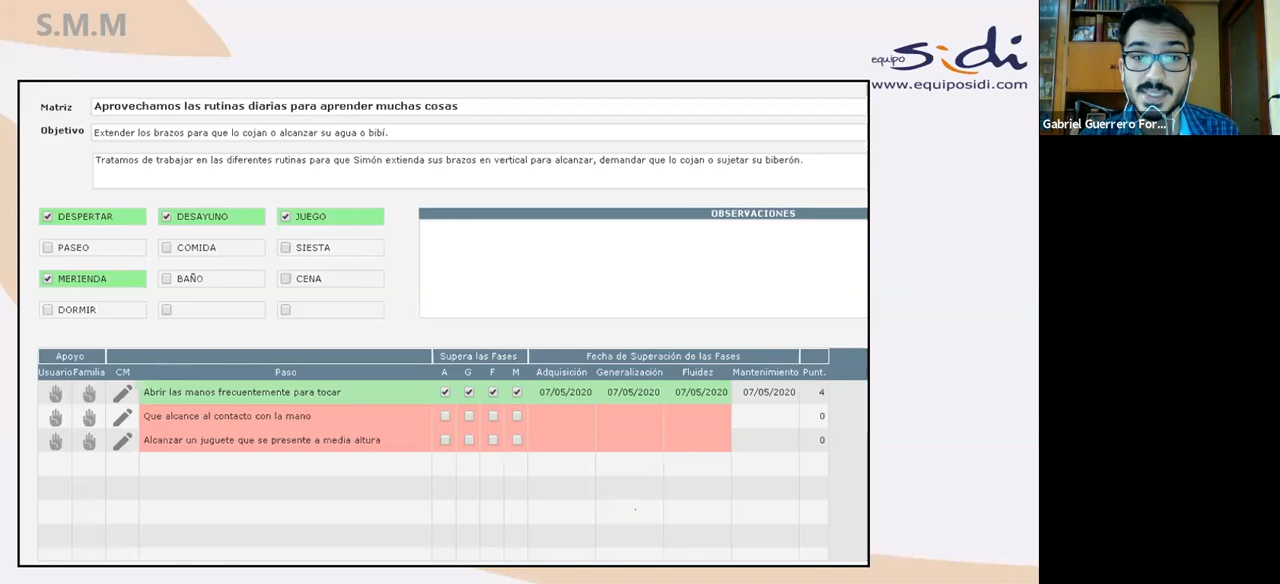 S.M.M
equipo sidi
www.equiposidi.com
Gabriel Guerrero For...
Matriz Aprovechamos las rutinas diarias para aprender muchas cosas
Objetivo Extender los brazos para que lo cojan o alcanzar su agua o bibí.
Tratamos de trabajar en las diferentes rutinas para que Simón extienda sus brazos en vertical para alcanzar, demandar que lo cojan o sujetar su biberón.
DESPERTAR DESAYUNO JUEGO
OBSERVACIONES
PASEO COMIDA SIESTA
MERIENDA BAÑO CENA
DORMIR
Apoyo Supera las Fases Fecha de Superación de las Fases
Usuario Familia CM Paso A G F M Adquisición Generalización Fluidez Mantenimiento Punt.
Abrir las manos frecuentemente para tocar 07/05/2020 07/05/2020 07/05/2020 07/05/2020 4
Que alcance al contacto con la mano 0
Alcanzar un juguete que se presente a media altura 0